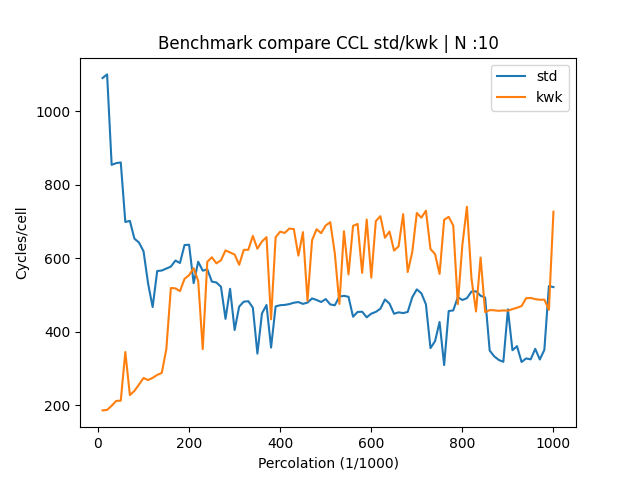 Benchmark compare CCL std/kwk | N :10
std
kwk
1000
800
600
400
200
Cycles/cell
0
200
400
600
800
1000
Percolation (1/1000)